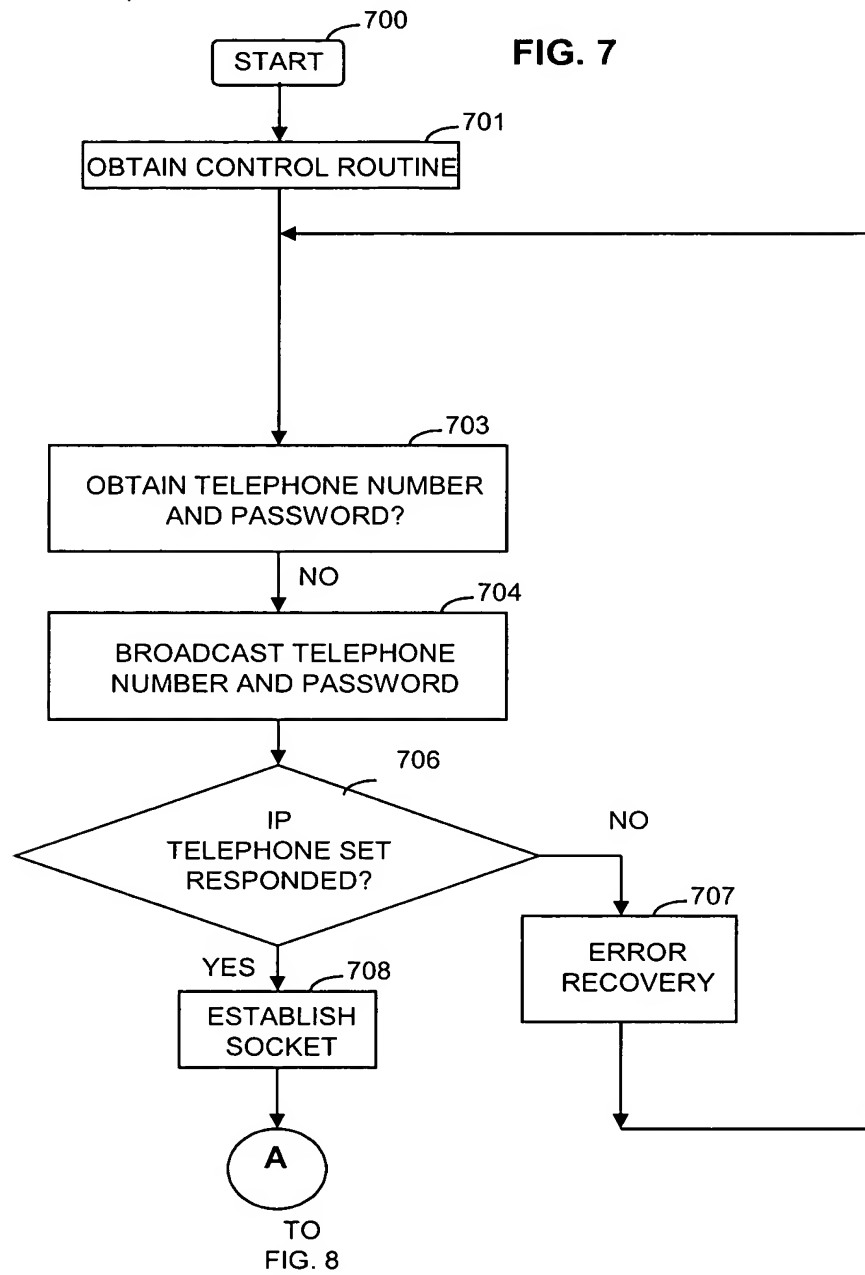 700
START
FIG. 7
701
OBTAIN CONTROL ROUTINE
703
OBTAIN TELEPHONE NUMBER
AND PASSWORD?
NO
704
BROADCAST TELEPHONE
NUMBER AND PASSWORD
706
IP
TELEPHONE SET
RESPONDED?
NO
707
ERROR
RECOVERY
YES
708
ESTABLISH
SOCKET
A
TO
FIG. 8